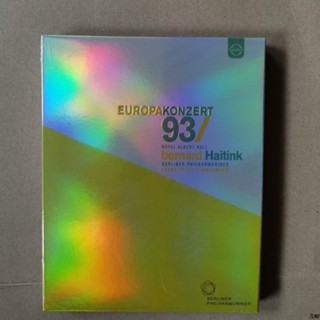 EUROPAKONZERT
93/
ROYAL ALBERT HALL
bernard Haitink
BERLINER PHILHARMONIKER
BERLINER
PHILHARMONIKER